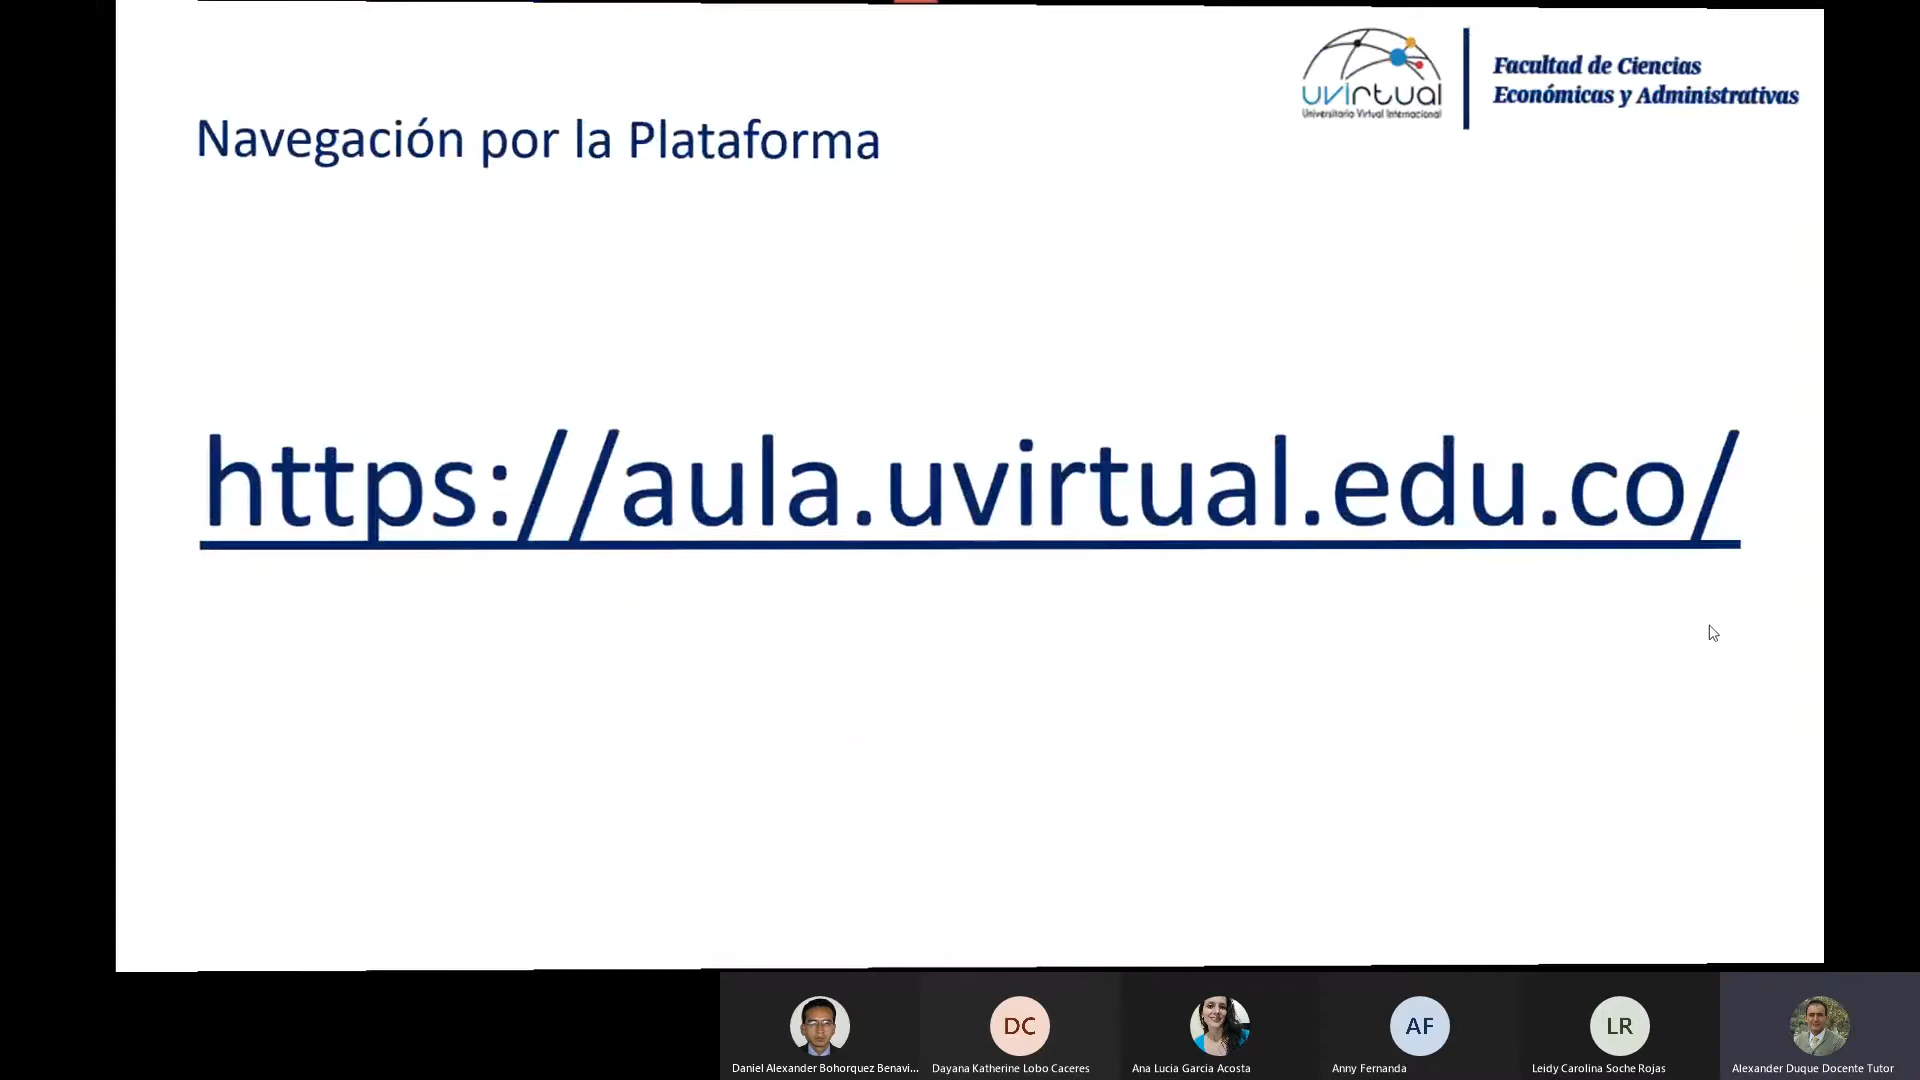 uvirtual
Universitaria Virtual Internacional
Facultad de Ciencias
Económicas y Administrativas
Navegación por la Plataforma
https://aula.uvirtual.edu.co/
DC
AF
LR
Daniel Alexander Bohorquez Benavi...
Dayana Katherine Lobo Caceres
Ana Lucia Garcia Acosta
Anny Fernanda
Leidy Carolina Soche Rojas
Alexander Duque Docente Tutor